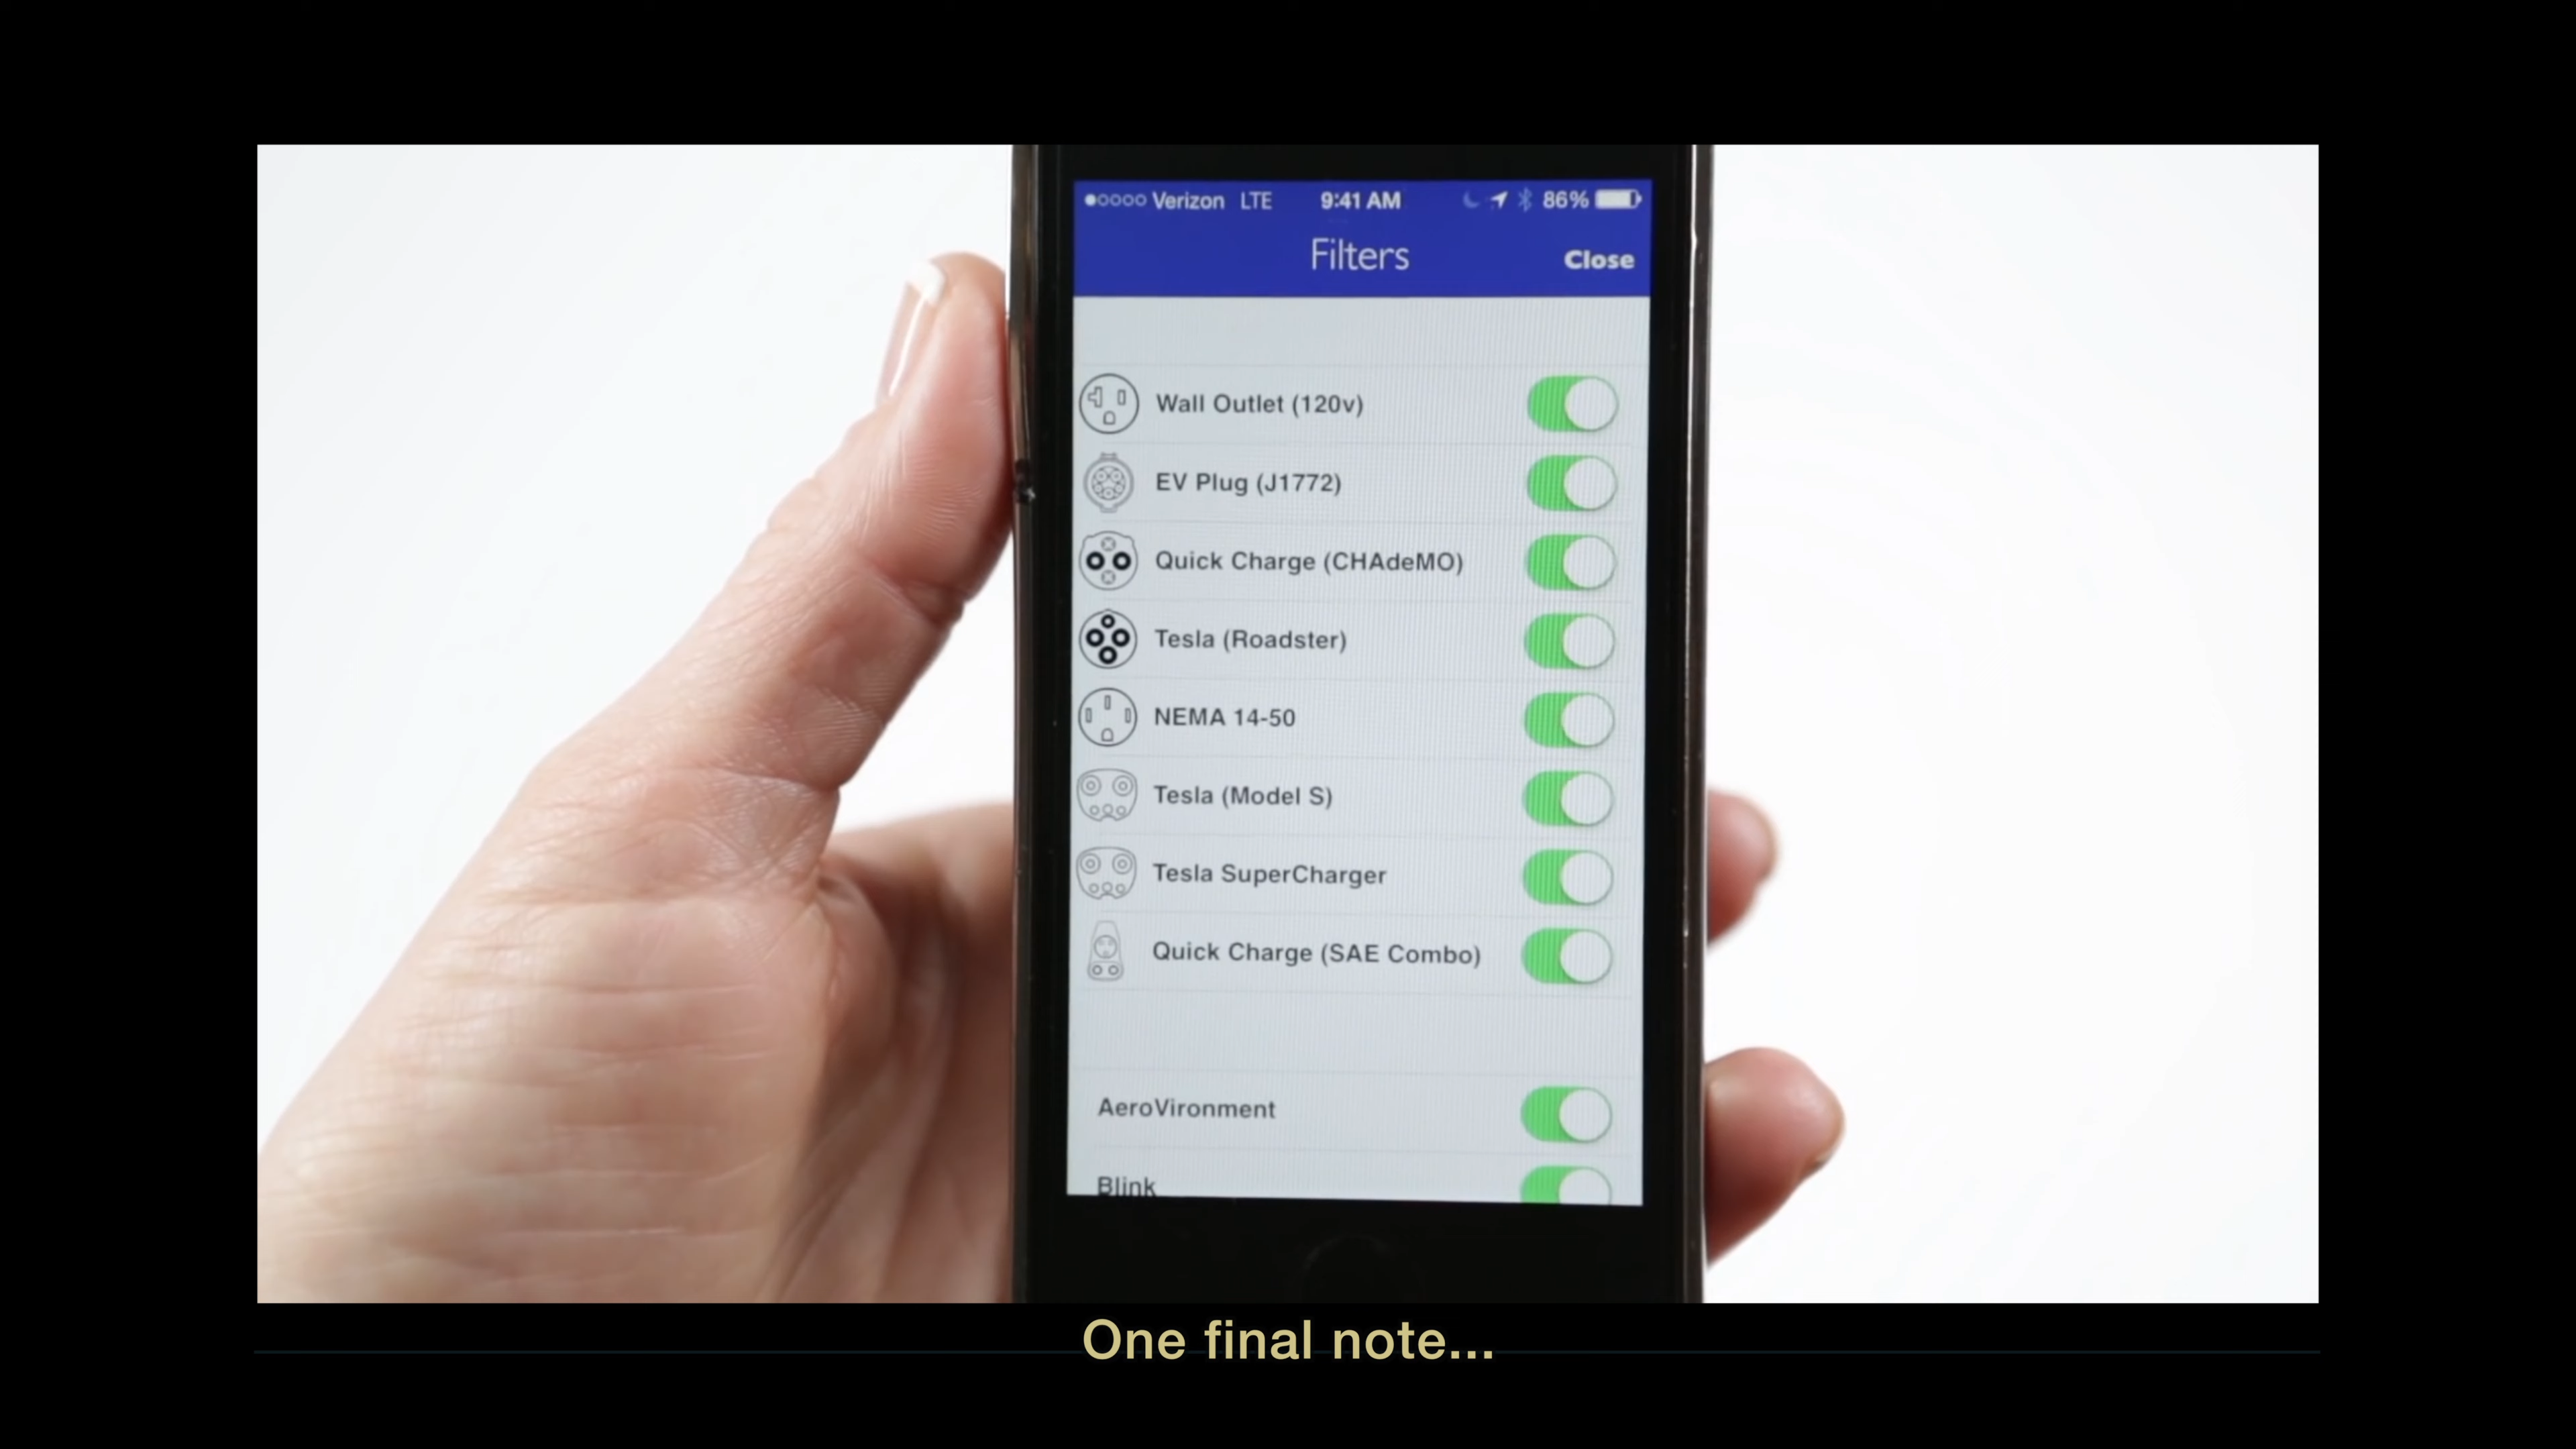 Verizon LTE 9:41 AM 86%
Filters Close
Wall Outlet (120v)
EV Plug (J1772)
Quick Charge (CHAdeMO)
Tesla (Roadster)
NEMA 14-50
Tesla (Model S)
Tesla SuperCharger
Quick Charge (SAE Combo)
AeroVironment
Blink
One final note...